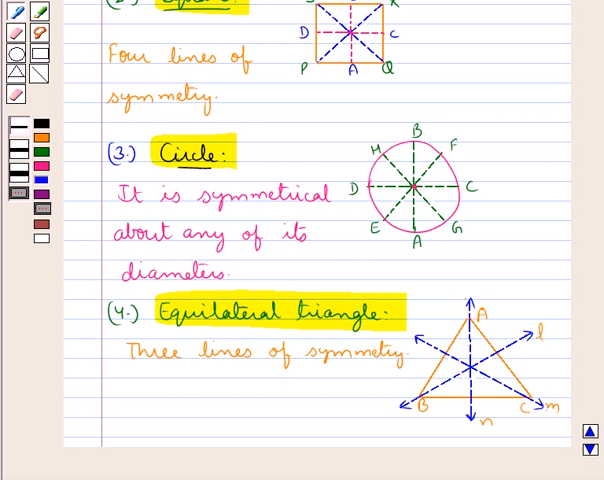 D C
P A Q
Four lines of
symmetry.
(3.) Circle:
B
H F
D C
E G
A
It is symmetrical
about any of its
diameters.
(4.) Equilateral triangle:
Three lines of symmetry.
A
l
B C m
n